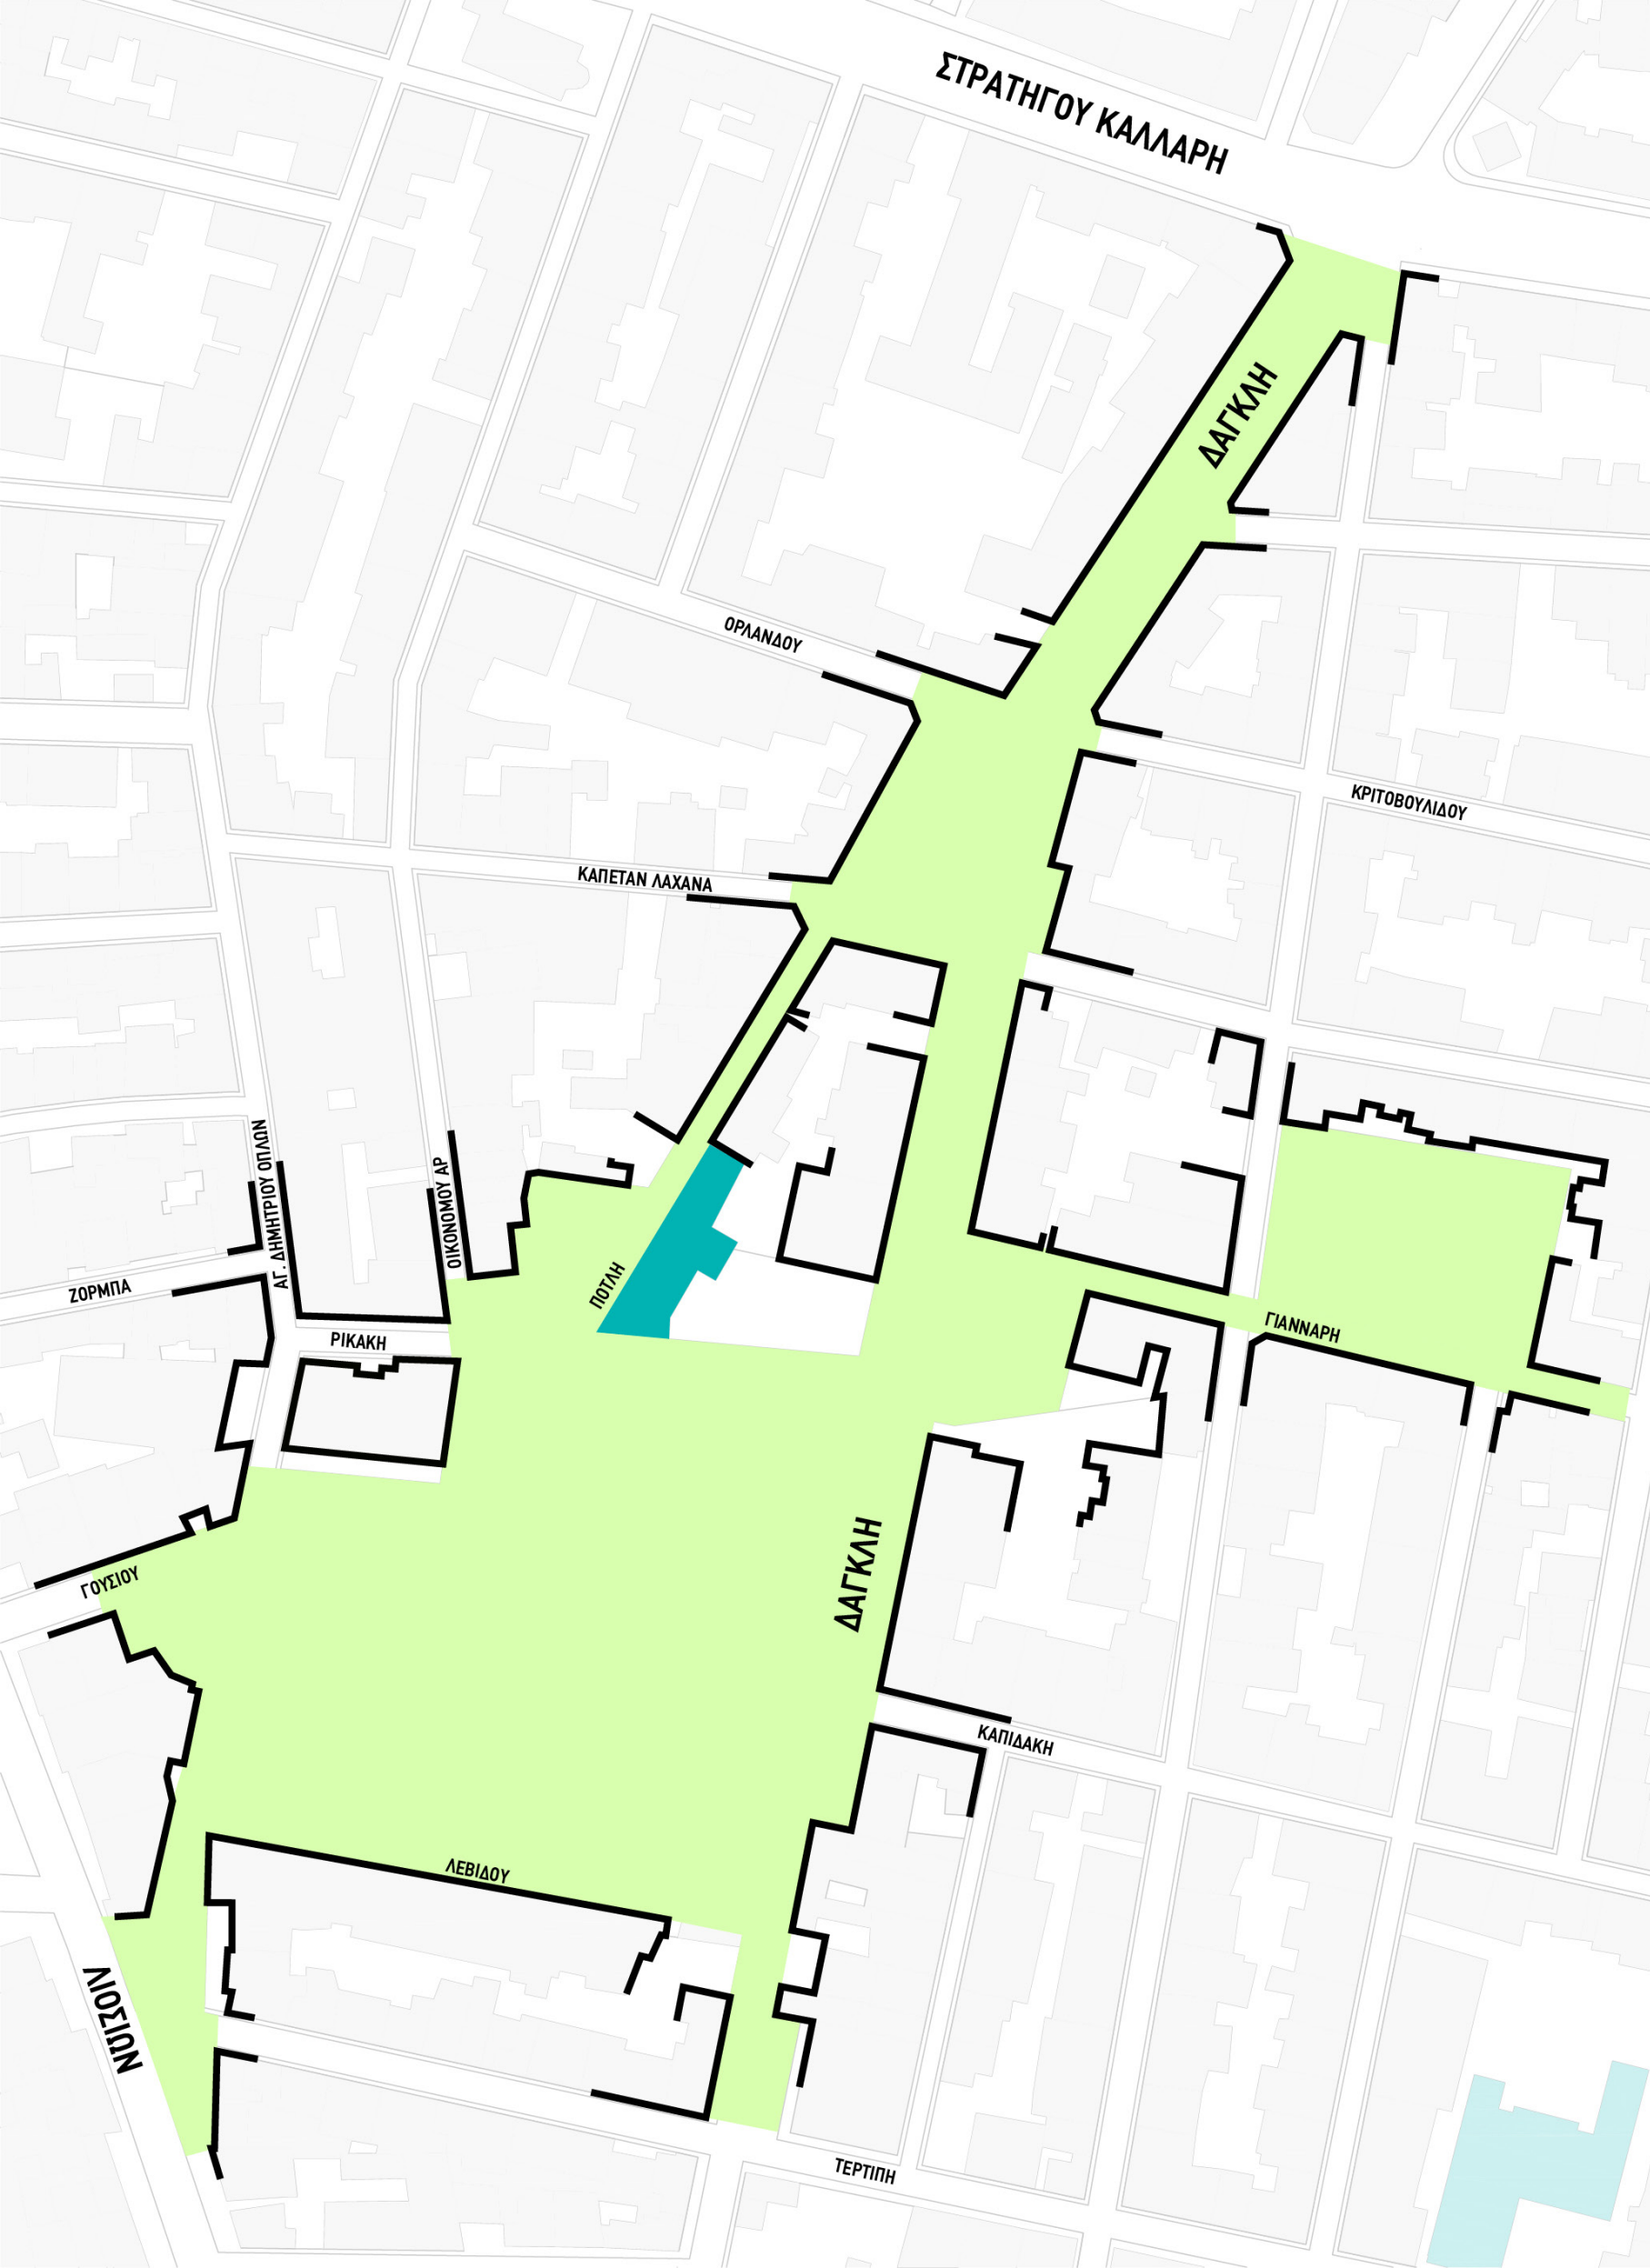 ΣΤΡΑΤΗΓΟΥ ΚΑΛΛΑΡΗ
ΔΑΓΚΛΗ
ΟΡΛΑΝΔΟΥ
ΚΡΙΤΟΒΟΥΛΙΔΟΥ
ΚΑΠΕΤΑΝ ΛΑΧΑΝΑ
ΑΓ. ΔΗΜΗΤΡΙΟΥ ΟΠΛΩΝ
ΟΙΚΟΝΟΜΟΥ ΑΡ
ΖΟΡΜΠΑ
ΠΟΤΛΗ
ΡΙΚΑΚΗ
ΓΙΑΝΝΑΡΗ
ΔΑΓΚΛΗ
ΓΟΥΣΙΟΥ
ΚΑΠΙΔΑΚΗ
ΛΕΒΙΔΟΥ
ΛΙΟΣΙΩΝ
ΤΕΡΤΙΠΗ